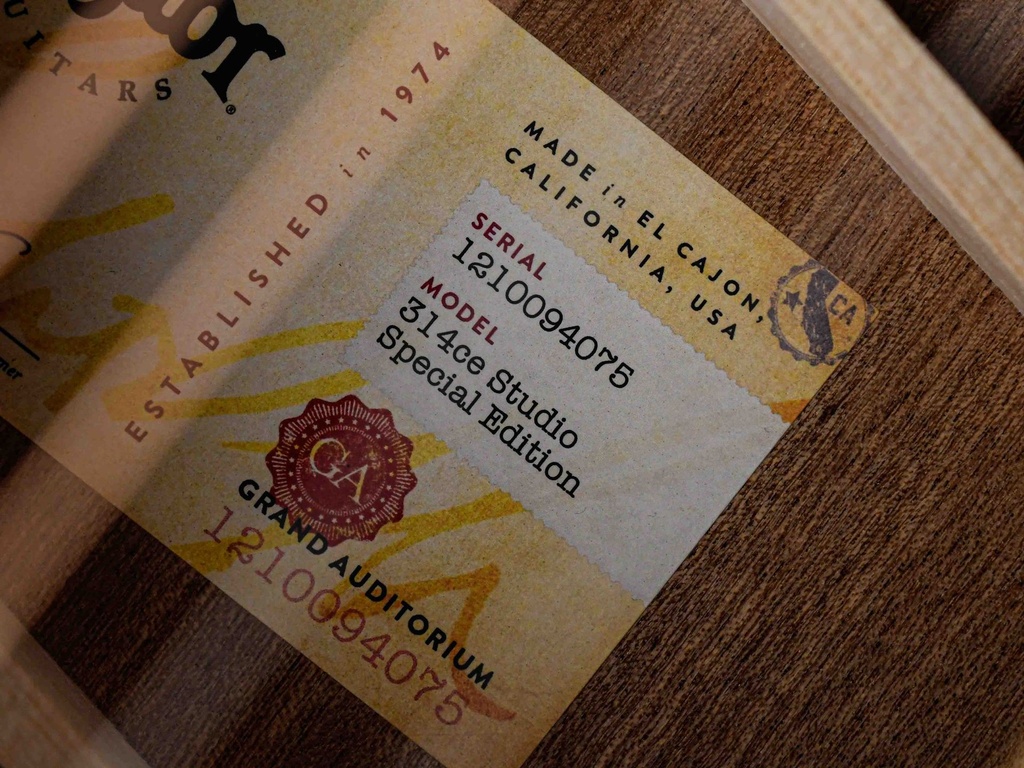 ESTABLISHED in 1974
MADE in EL CAJON,
CALIFORNIA, USA
CA
SERIAL
1210094075
MODEL
314ce Studio
Special Edition
GA
GRAND AUDITORIUM
1210094075